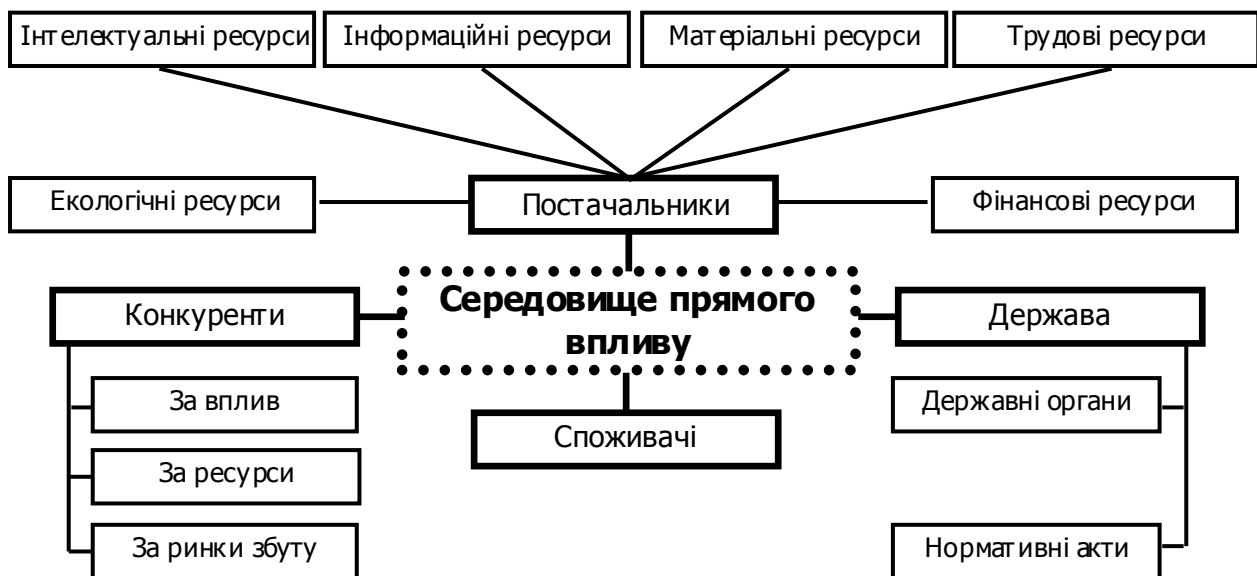 Інтелектуальні ресурси
Інформаційні ресурси
Матеріальні ресурси
Трудові ресурси
Екологічні ресурси
Постачальники
Фінансові ресурси
Середовище прямого
впливу
Конкуренти
Держава
За вплив
Державні органи
Споживачі
За ресурси
За ринки збуту
Нормативні акти